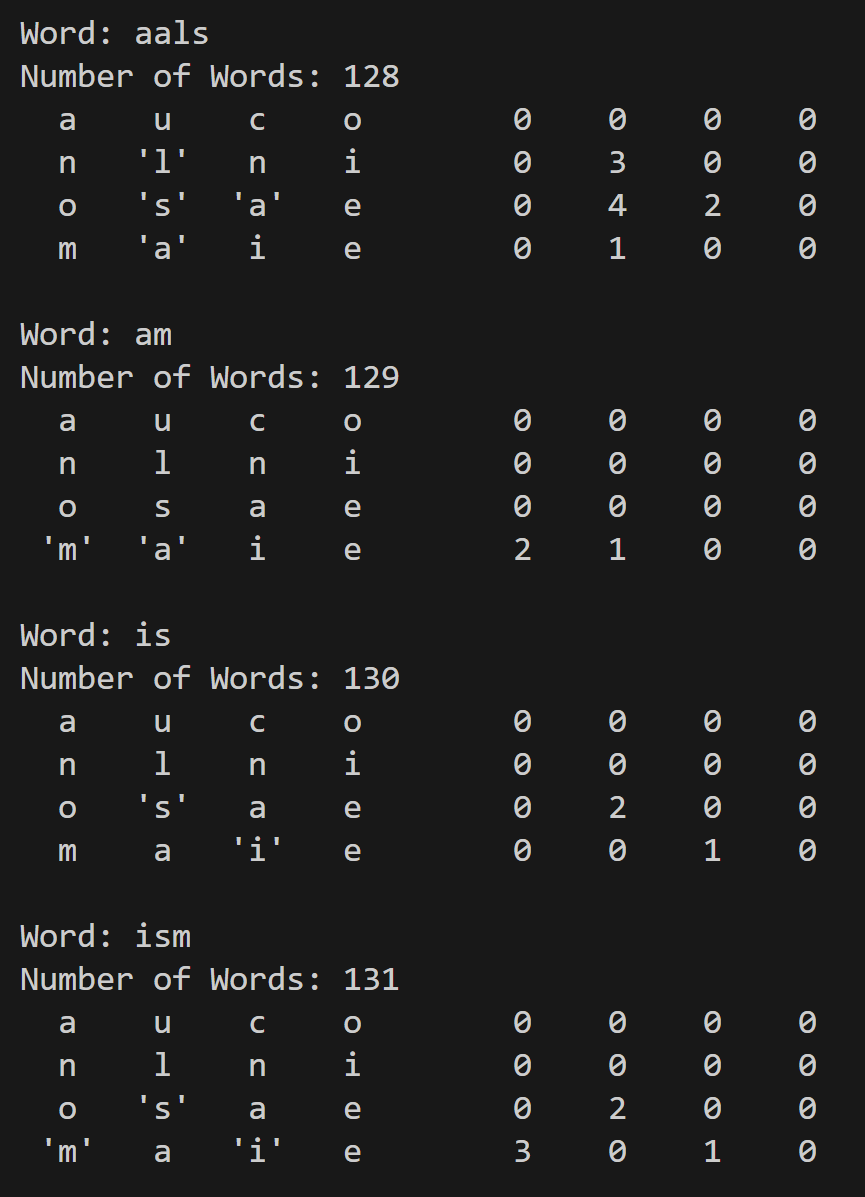 Word: aals
Number of Words: 128
a u c o 0 0 0 0
n 'l' n i 0 3 0 0
o 's' 'a' e 0 4 2 0
m 'a' i e 0 1 0 0
Word: am
Number of Words: 129
a u c o 0 0 0 0
n l n i 0 0 0 0
o s a e 0 0 0 0
'm' 'a' i e 2 1 0 0
Word: is
Number of Words: 130
a u c o 0 0 0 0
n l n i 0 0 0 0
o 's' a e 0 2 0 0
m a 'i' e 0 0 1 0
Word: ism
Number of Words: 131
a u c o 0 0 0 0
n l n i 0 0 0 0
o 's' a e 0 2 0 0
'm' a 'i' e 3 0 1 0